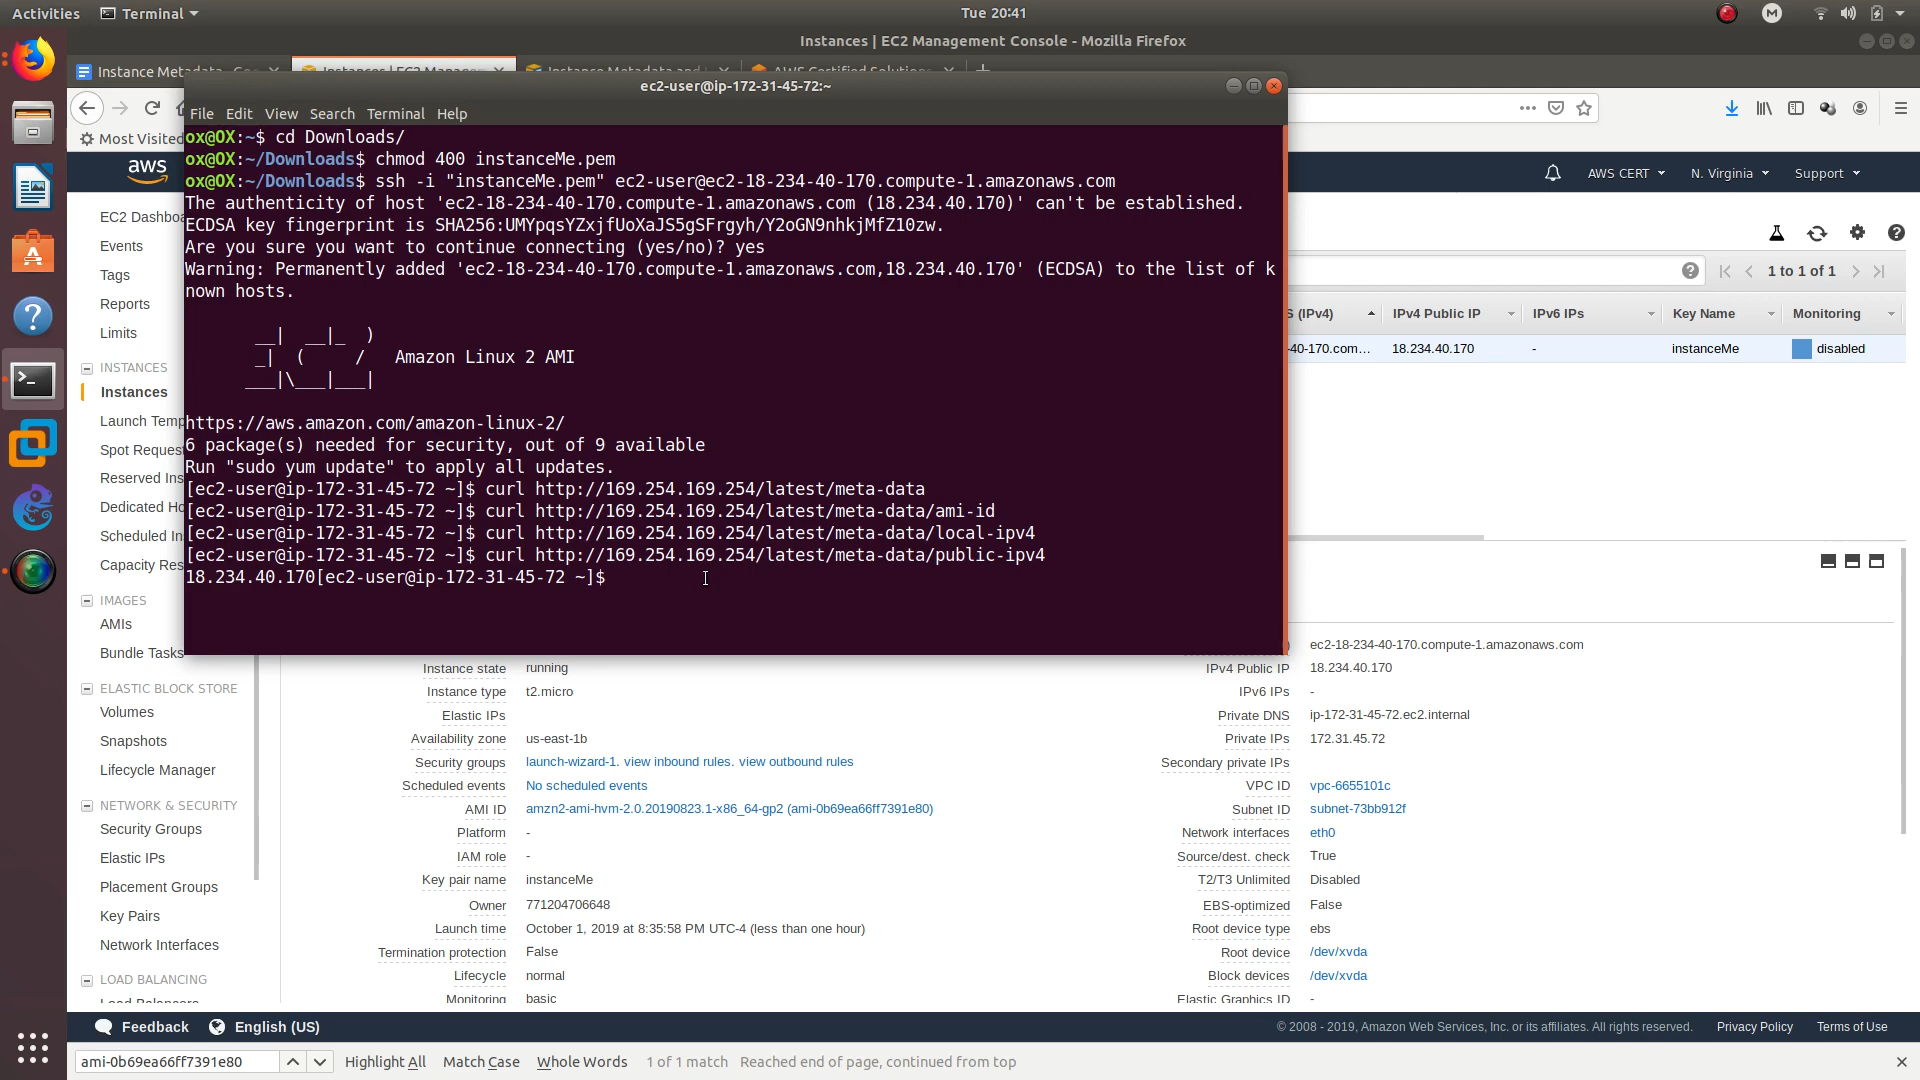 Activities
Terminal
Tue 20:41
M
Instances | EC2 Management Console - Mozilla Firefox
ec2-user@ip-172-31-45-72:~
File Edit View Search Terminal Help
ox@OX:~$ cd Downloads/
ox@OX:~/Downloads$ chmod 400 instanceMe.pem
ox@OX:~/Downloads$ ssh -i "instanceMe.pem" ec2-user@ec2-18-234-40-170.compute-1.amazonaws.com
The authenticity of host 'ec2-18-234-40-170.compute-1.amazonaws.com (18.234.40.170)' can't be established.
ECDSA key fingerprint is SHA256:UMYpqsYZxjfUoXaJS5gSFrgyh/Y2oGN9nhkjMfZ10zw.
Are you sure you want to continue connecting (yes/no)? yes
Warning: Permanently added 'ec2-18-234-40-170.compute-1.amazonaws.com,18.234.40.170' (ECDSA) to the list of k
nown hosts.
__| __|_ )
_| ( / Amazon Linux 2 AMI
___|\___|___|
https://aws.amazon.com/amazon-linux-2/
6 package(s) needed for security, out of 9 available
Run "sudo yum update" to apply all updates.
[ec2-user@ip-172-31-45-72 ~]$ curl http://169.254.169.254/latest/meta-data
[ec2-user@ip-172-31-45-72 ~]$ curl http://169.254.169.254/latest/meta-data/ami-id
[ec2-user@ip-172-31-45-72 ~]$ curl http://169.254.169.254/latest/meta-data/local-ipv4
[ec2-user@ip-172-31-45-72 ~]$ curl http://169.254.169.254/latest/meta-data/public-ipv4
18.234.40.170[ec2-user@ip-172-31-45-72 ~]$
Most Visited
aws
AWS CERT
N. Virginia
Support
EC2 Dashbo
Events
Tags
Reports
Limits
INSTANCES
Instances
Launch Temp
Spot Reques
Reserved Ins
Dedicated Ho
Scheduled In
Capacity Res
IMAGES
AMIs
Bundle Tasks
ELASTIC BLOCK STORE
Volumes
Snapshots
Lifecycle Manager
NETWORK & SECURITY
Security Groups
Elastic IPs
Placement Groups
Key Pairs
Network Interfaces
LOAD BALANCING
1 to 1 of 1
S (IPv4) IPv4 Public IP IPv6 IPs Key Name Monitoring
-40-170.com... 18.234.40.170 - instanceMe disabled
Instance state running
Instance type t2.micro
Elastic IPs
Availability zone us-east-1b
Security groups launch-wizard-1. view inbound rules. view outbound rules
Scheduled events No scheduled events
AMI ID amzn2-ami-hvm-2.0.20190823.1-x86_64-gp2 (ami-0b69ea66ff7391e80)
Platform -
IAM role -
Key pair name instanceMe
Owner 771204706648
Launch time October 1, 2019 at 8:35:58 PM UTC-4 (less than one hour)
Termination protection False
Lifecycle normal
Monitoring basic
ec2-18-234-40-170.compute-1.amazonaws.com
IPv4 Public IP 18.234.40.170
IPv6 IPs -
Private DNS ip-172-31-45-72.ec2.internal
Private IPs 172.31.45.72
Secondary private IPs
VPC ID vpc-6655101c
Subnet ID subnet-73bb912f
Network interfaces eth0
Source/dest. check True
T2/T3 Unlimited Disabled
EBS-optimized False
Root device type ebs
Root device /dev/xvda
Block devices /dev/xvda
Elastic Graphics ID -
Feedback English (US)
© 2008 - 2019, Amazon Web Services, Inc. or its affiliates. All rights reserved. Privacy Policy Terms of Use
ami-0b69ea66ff7391e80 Highlight All Match Case Whole Words 1 of 1 match Reached end of page, continued from top